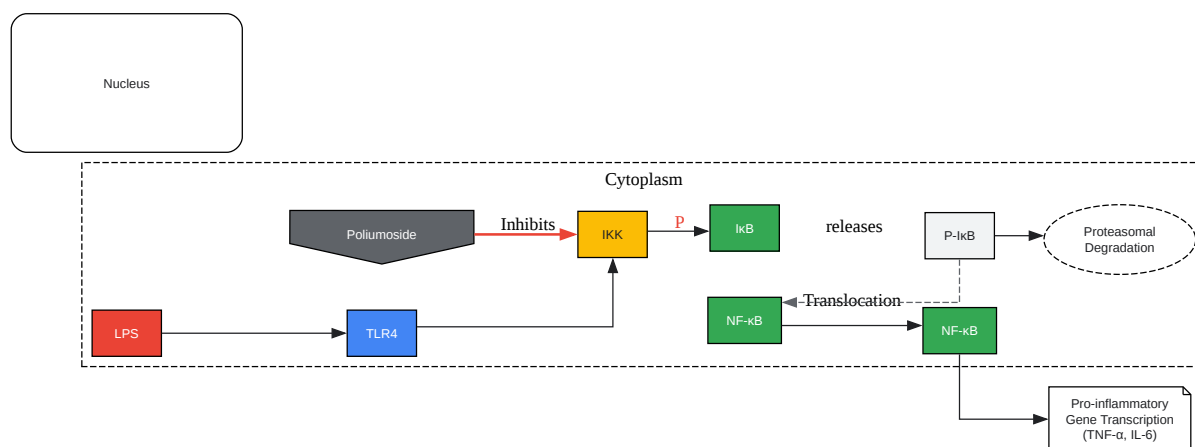 Nucleus
Cytoplasm
Poliumoside
Inhibits
IKK
P
IκB
releases
P-IκB
Proteasomal
Degradation
LPS
TLR4
NF-κB
Translocation
NF-κB
Pro-inflammatory
Gene Transcription
(TNF-α, IL-6)